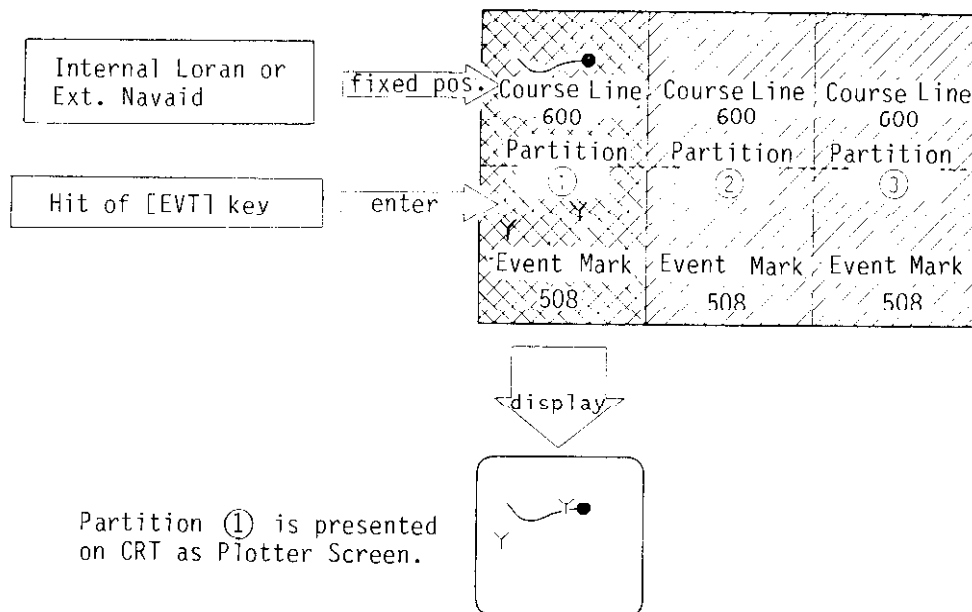 Internal Loran or
Ext. Navaid
fixed pos.
Course Line
600
Course Line
600
Course Line
600
Partition
①
Partition
②
Partition
③
Hit of [EVT] key
enter
Event Mark
508
Event Mark
508
Event Mark
508
display
Partition ① is presented
on CRT as Plotter Screen.